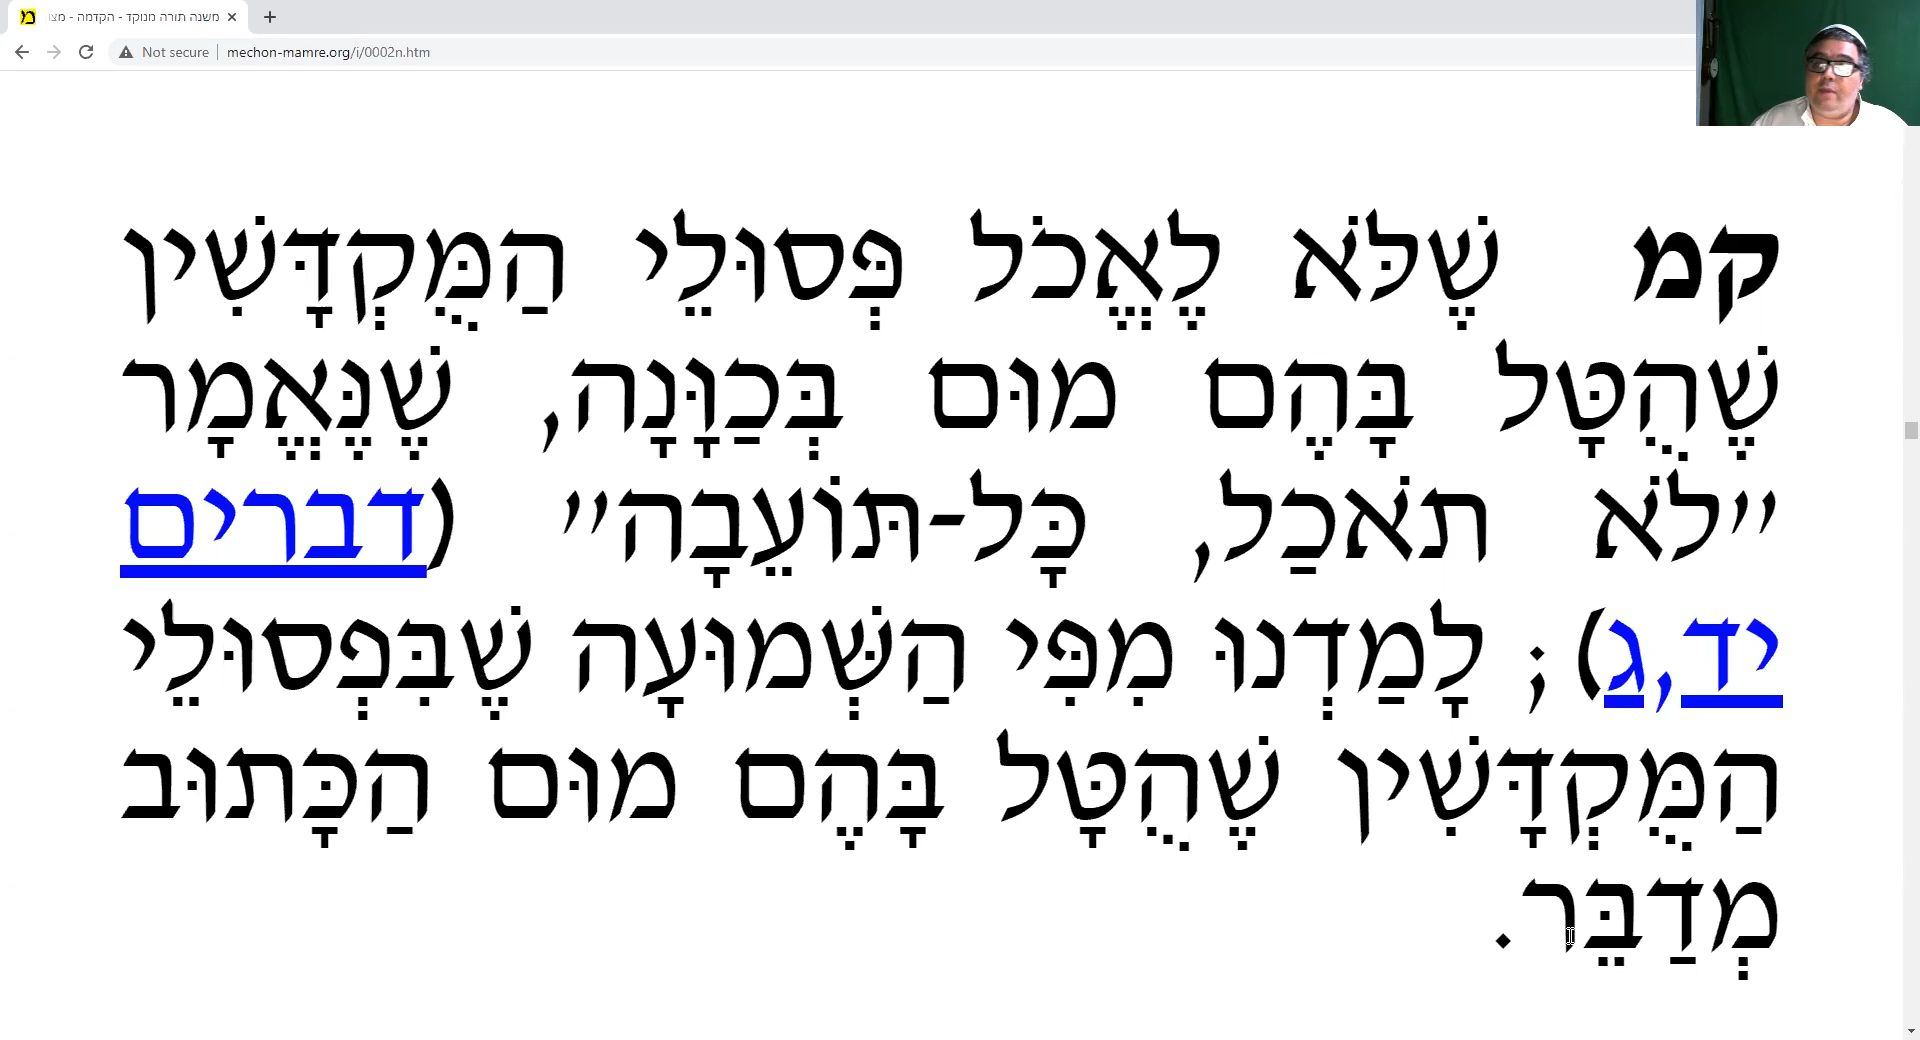 משנה תורה מנוקד - הקדמה - מצו
Not secure
mechon-mamre.org/i/0002n.htm
קמ שֶׁלֹּא לֶאֱכֹל פְּסוּלֵי הַמֻּקְדָּשִׁין
שֶׁהֻטָּל בָּהֶם מוּם בְּכַוָּנָה, שֶׁנֶּאֱמָר
״לֹא תֹאכַל, כָּל-תּוֹעֵבָה״ (דברים
יד,ג); לָמַדְנוּ מִפִּי הַשְּׁמוּעָה שֶׁבִּפְסוּלֵי
הַמֻּקְדָּשִׁין שֶׁהֻטָּל בָּהֶם מוּם הַכָּתוּב
מְדַבֵּר.